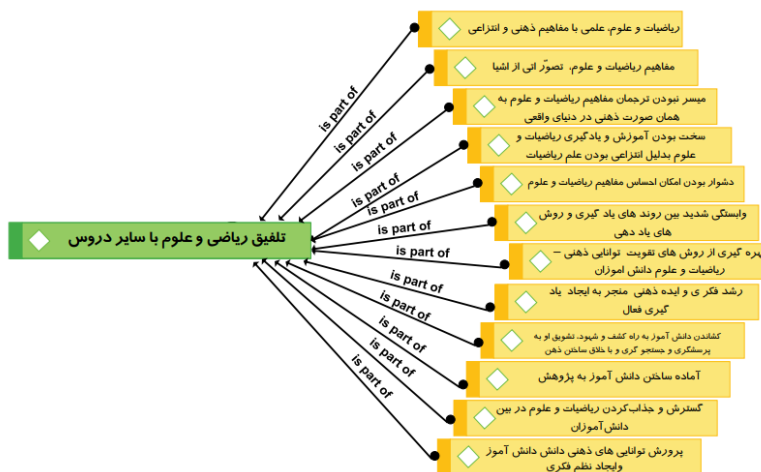 ریاضیات و علوم، علمی با مفاهیم ذهنی و انتزاعی
مفاهیم ریاضیات و علوم، تصوّر اتی از اشیا
میسر نبودن ترجمان مفاهیم ریاضیات و علوم به
همان صورت ذهنی در دنیای واقعی
سخت بودن آموزش و یادگیری ریاضیات و
علوم بدلیل انتزاعی بودن علم ریاضیات
دشوار بودن امکان احساس مفاهیم ریاضیات و علوم
وابستگی شدید بین روند های یاد گیری و روش
های یاد دهی
بهره گیری از روش های تقویت توانایی ذهنی –
ریاضیات و علوم دانش اموزان
رشد فکر ی و ایده ذهنی منجر به ایجاد یاد
گیری فعال
کشاندن دانش آموز به راه کشف و شهود، تشویق او به
پرسشگری و جستجو گری و با خلاق ساختن ذهن
آماده ساختن دانش آموز به پژوهش
گسترش و جذاب کردن ریاضیات و علوم در بین
دانش‌آموزان
پرورش توانایی های ذهنی دانش دانش آموز
وایجاد نظم فکری
تلفیق ریاضی و علوم با سایر دروس
is part of
is part of
is part of
is part of
is part of
is part of
is part of
is part of
is part of
is part of
is part of
is part of